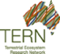 TERN
Terrestrial Ecosystem
Research Network